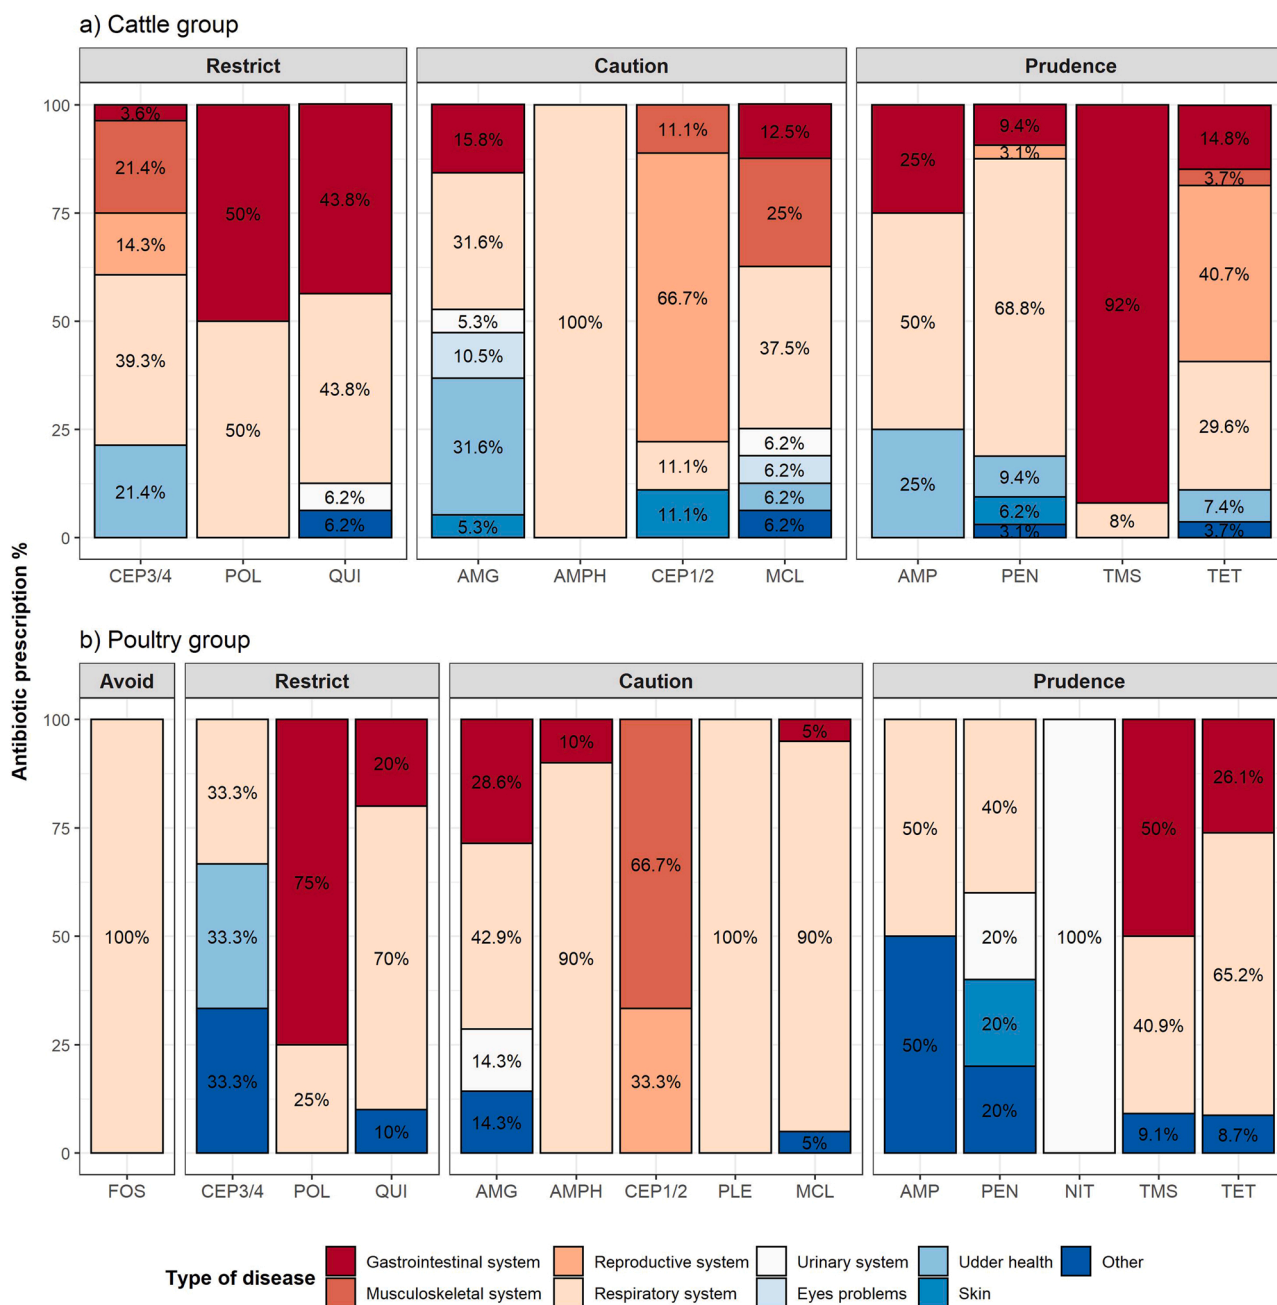 a) Cattle group
Restrict Caution Prudence
100 3.6% 15.8% 11.1% 12.5% 9.4% 14.8%
21.4% 50% 43.8% 25% 3.1% 3.7%
75 14.3% 31.6% 66.7% 25% 92% 40.7%
50 39.3% 43.8% 5.3% 100% 37.5% 50% 68.8%
10.5%
25 50% 31.6% 11.1% 6.2% 25% 9.4% 29.6%
21.4% 6.2% 6.2% 6.2% 7.4%
0 6.2% 5.3% 11.1% 6.2% 6.2% 3.1% 8% 3.7%
CEP3/4 POL QUI AMG AMPH CEP1/2 MCL AMP PEN TMS TET
Antibiotic prescription %
b) Poultry group
Avoid Restrict Caution Prudence
100 20% 10% 5%
33.3% 28.6% 40% 26.1%
75 75% 66.7% 50% 50%
50 100% 33.3% 70% 42.9% 90% 100% 90% 20% 100% 65.2%
25 33.3% 25% 14.3% 33.3% 50% 20% 40.9%
0 10% 14.3% 5% 20% 9.1% 8.7%
FOS CEP3/4 POL QUI AMG AMPH CEP1/2 PLE MCL AMP PEN NIT TMS TET
Type of disease
Gastrointestinal system Reproductive system Urinary system Udder health Other
Musculoskeletal system Respiratory system Eyes problems Skin